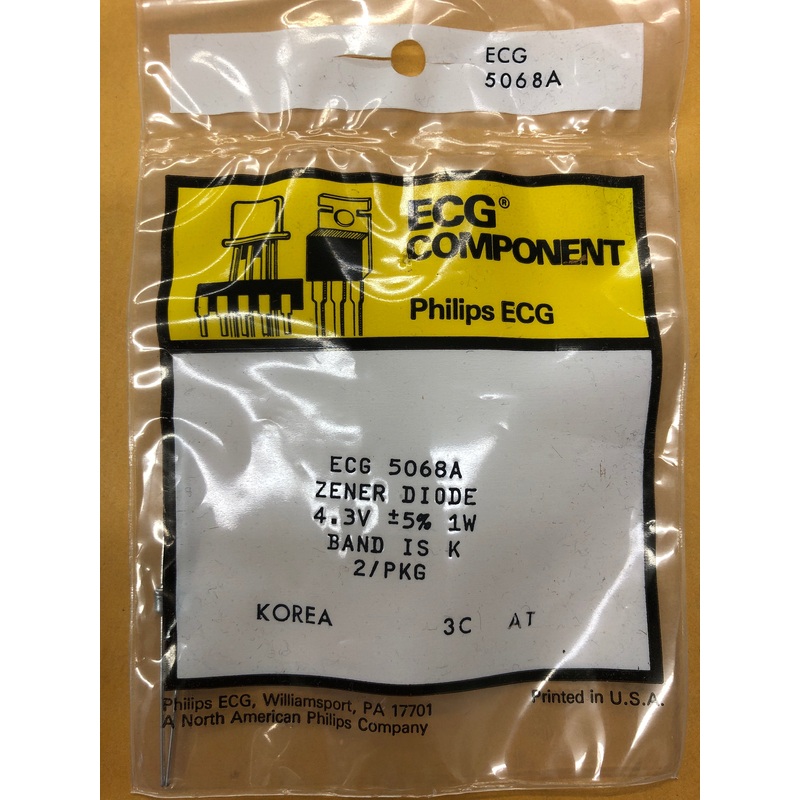 ECG
5068A
ECG®
COMPONENT
Philips ECG
ECG 5068A
ZENER DIODE
4.3V ±5% 1W
BAND IS K
2/PKG
KOREA 3C AT
Philips ECG, Williamsport, PA 17701
A North American Philips Company
Printed in U.S.A.